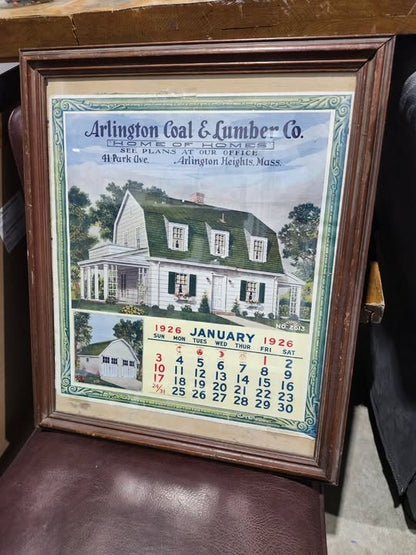 Arlington Coal & Lumber Co.
HOME OF HOMES
SEE PLANS AT OUR OFFICE
41 Park Ave. Arlington Heights, Mass.
NO. 2613
1926 JANUARY 1926
SUN MON TUES WED THUR FRI SAT
1 2
3 4 5 6 7 8 9
10 11 12 13 14 15 16
17 18 19 20 21 22 23
24/31 25 26 27 28 29 30